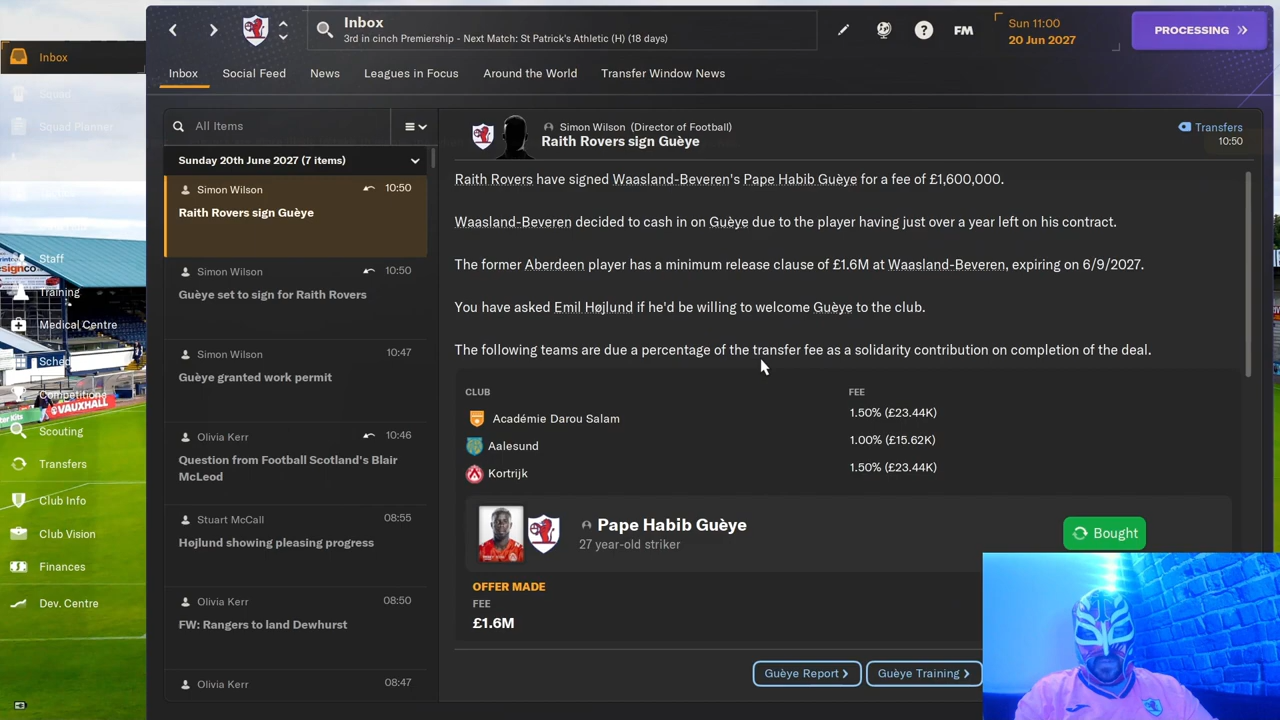 Inbox
3rd in cinch Premiership - Next Match: St Patrick's Athletic (H) (18 days)
FM
Sun 11:00
20 Jun 2027
PROCESSING
Inbox
Squad
Squad Planner
Staff
Training
Medical Centre
Sched
Competitions
VAUXHALL
Scouting
Transfers
Club Info
Club Vision
Finances
Dev. Centre
Inbox
Social Feed
News
Leagues in Focus
Around the World
Transfer Window News
All Items
Sunday 20th June 2027 (7 items)
Simon Wilson 10:50
Raith Rovers sign Guèye
Simon Wilson 10:50
Guèye set to sign for Raith Rovers
Simon Wilson 10:47
Guèye granted work permit
Olivia Kerr 10:46
Question from Football Scotland's Blair
McLeod
Stuart McCall 08:55
Højlund showing pleasing progress
Olivia Kerr 08:50
FW: Rangers to land Dewhurst
Olivia Kerr 08:47
Simon Wilson (Director of Football)
Raith Rovers sign Guèye
Transfers
10:50
Raith Rovers have signed Waasland-Beveren's Pape Habib Guèye for a fee of £1,600,000.
Waasland-Beveren decided to cash in on Guèye due to the player having just over a year left on his contract.
The former Aberdeen player has a minimum release clause of £1.6M at Waasland-Beveren, expiring on 6/9/2027.
You have asked Emil Højlund if he'd be willing to welcome Guèye to the club.
The following teams are due a percentage of the transfer fee as a solidarity contribution on completion of the deal.
CLUB FEE
Académie Darou Salam 1.50% (£23.44K)
Aalesund 1.00% (£15.62K)
Kortrijk 1.50% (£23.44K)
Pape Habib Guèye
27 year-old striker
Bought
OFFER MADE
FEE
£1.6M
Guèye Report
Guèye Training